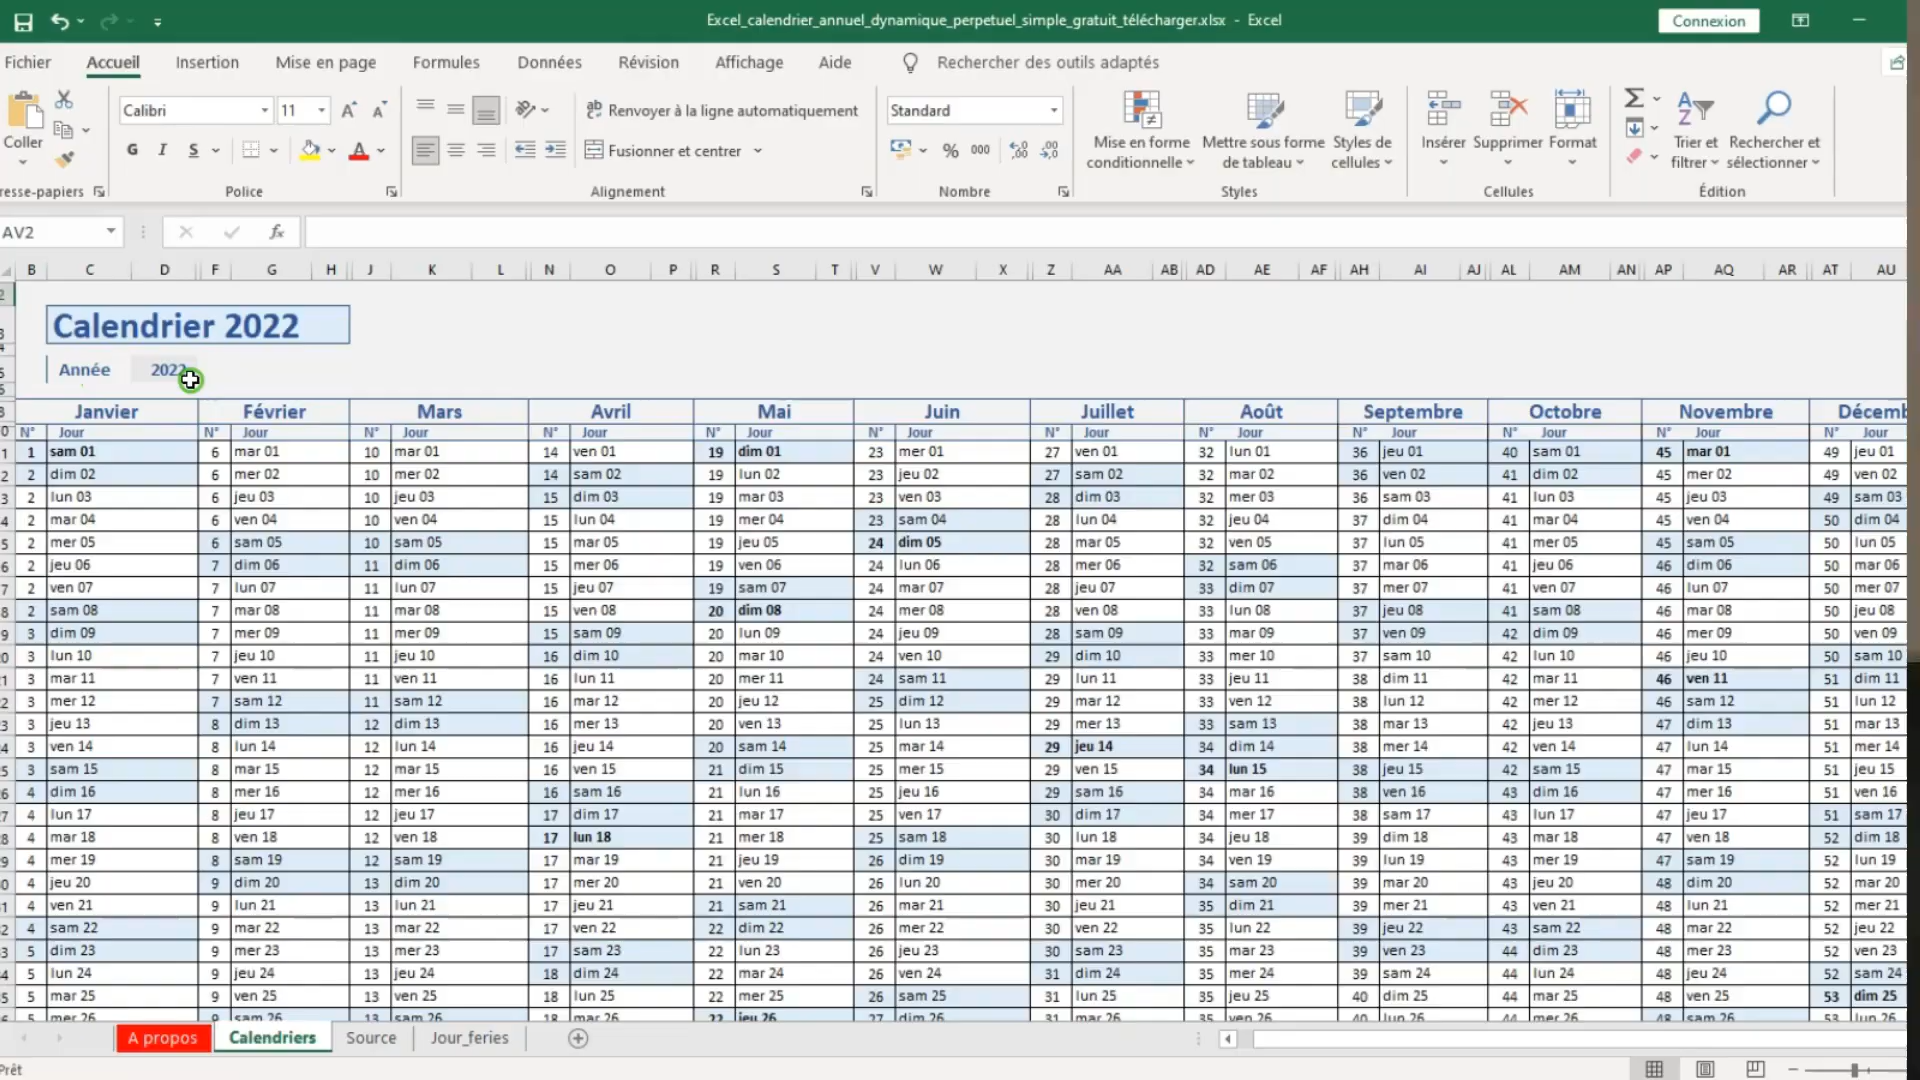 Excel_calendrier_annuel_dynamique_perpetuel_simple_gratuit_télécharger.xlsx - Excel
Connexion
Fichier Accueil Insertion Mise en page Formules Données Révision Affichage Aide Rechercher des outils adaptés
Calibri 11 Renvoyer à la ligne automatiquement Standard
Coller G I S Fusionner et centrer % 000
Mise en forme conditionnelle Mettre sous forme de tableau Styles de cellules Insérer Supprimer Format Trier et filtrer Rechercher et sélectionner
resse-papiers Police Alignement Nombre Styles Cellules Édition
AV2 fx
B C D F G H J K L N O P R S T V W X Z AA AB AD AE AF AH AI AJ AL AM AN AP AQ AR AT AU
Calendrier 2022
Année 2022
Janvier Février Mars Avril Mai Juin Juillet Août Septembre Octobre Novembre Décemb
N° Jour N° Jour N° Jour N° Jour N° Jour N° Jour N° Jour N° Jour N° Jour N° Jour N° Jour N° Jour
1 sam 01 6 mar 01 10 mar 01 14 ven 01 19 dim 01 23 mer 01 27 ven 01 32 lun 01 36 jeu 01 40 sam 01 45 mar 01 49 jeu 01
2 dim 02 6 mer 02 10 mer 02 14 sam 02 19 lun 02 23 jeu 02 27 sam 02 32 mar 02 36 ven 02 41 dim 02 45 mer 02 49 ven 02
2 lun 03 6 jeu 03 10 jeu 03 15 dim 03 19 mar 03 23 ven 03 28 dim 03 32 mer 03 36 sam 03 41 lun 03 45 jeu 03 49 sam 03
2 mar 04 6 ven 04 10 ven 04 15 lun 04 19 mer 04 23 sam 04 28 lun 04 32 jeu 04 37 dim 04 41 mar 04 45 ven 04 50 dim 04
2 mer 05 6 sam 05 10 sam 05 15 mar 05 19 jeu 05 24 dim 05 28 mar 05 32 ven 05 37 lun 05 41 mer 05 45 sam 05 50 lun 05
2 jeu 06 7 dim 06 11 dim 06 15 mer 06 19 ven 06 24 lun 06 28 mer 06 32 sam 06 37 mar 06 41 jeu 06 46 dim 06 50 mar 06
2 ven 07 7 lun 07 11 lun 07 15 jeu 07 19 sam 07 24 mar 07 28 jeu 07 33 dim 07 37 mer 07 41 ven 07 46 lun 07 50 mer 07
2 sam 08 7 mar 08 11 mar 08 15 ven 08 20 dim 08 24 mer 08 28 ven 08 33 lun 08 37 jeu 08 41 sam 08 46 mar 08 50 jeu 08
3 dim 09 7 mer 09 11 mer 09 15 sam 09 20 lun 09 24 jeu 09 28 sam 09 33 mar 09 37 ven 09 42 dim 09 46 mer 09 50 ven 09
3 lun 10 7 jeu 10 11 jeu 10 16 dim 10 20 mar 10 24 ven 10 29 dim 10 33 mer 10 37 sam 10 42 lun 10 46 jeu 10 50 sam 10
3 mar 11 7 ven 11 11 ven 11 16 lun 11 20 mer 11 24 sam 11 29 lun 11 33 jeu 11 38 dim 11 42 mar 11 46 ven 11 51 dim 11
3 mer 12 7 sam 12 11 sam 12 16 mar 12 20 jeu 12 25 dim 12 29 mar 12 33 ven 12 38 lun 12 42 mer 12 46 sam 12 51 lun 12
3 jeu 13 8 dim 13 12 dim 13 16 mer 13 20 ven 13 25 lun 13 29 mer 13 33 sam 13 38 mar 13 42 jeu 13 47 dim 13 51 mar 13
3 ven 14 8 lun 14 12 lun 14 16 jeu 14 20 sam 14 25 mar 14 29 jeu 14 34 dim 14 38 mer 14 42 ven 14 47 lun 14 51 mer 14
3 sam 15 8 mar 15 12 mar 15 16 ven 15 21 dim 15 25 mer 15 29 ven 15 34 lun 15 38 jeu 15 42 sam 15 47 mar 15 51 jeu 15
4 dim 16 8 mer 16 12 mer 16 16 sam 16 21 lun 16 25 jeu 16 29 sam 16 34 mar 16 38 ven 16 43 dim 16 47 mer 16 51 ven 16
4 lun 17 8 jeu 17 12 jeu 17 17 dim 17 21 mar 17 25 ven 17 30 dim 17 34 mer 17 38 sam 17 43 lun 17 47 jeu 17 51 sam 17
4 mar 18 8 ven 18 12 ven 18 17 lun 18 21 mer 18 25 sam 18 30 lun 18 34 jeu 18 39 dim 18 43 mar 18 47 ven 18 52 dim 18
4 mer 19 8 sam 19 12 sam 19 17 mar 19 21 jeu 19 26 dim 19 30 mar 19 34 ven 19 39 lun 19 43 mer 19 47 sam 19 52 lun 19
4 jeu 20 9 dim 20 13 dim 20 17 mer 20 21 ven 20 26 lun 20 30 mer 20 34 sam 20 39 mar 20 43 jeu 20 48 dim 20 52 mar 20
4 ven 21 9 lun 21 13 lun 21 17 jeu 21 21 sam 21 26 mar 21 30 jeu 21 35 dim 21 39 mer 21 43 ven 21 48 lun 21 52 mer 21
4 sam 22 9 mar 22 13 mar 22 17 ven 22 22 dim 22 26 mer 22 30 ven 22 35 lun 22 39 jeu 22 43 sam 22 48 mar 22 52 jeu 22
5 dim 23 9 mer 23 13 mer 23 17 sam 23 22 lun 23 26 jeu 23 30 sam 23 35 mar 23 39 ven 23 44 dim 23 48 mer 23 52 ven 23
5 lun 24 9 jeu 24 13 jeu 24 18 dim 24 22 mar 24 26 ven 24 31 dim 24 35 mer 24 39 sam 24 44 lun 24 48 jeu 24 52 sam 24
5 mar 25 9 ven 25 13 ven 25 18 lun 25 22 mer 25 26 sam 25 31 lun 25 35 jeu 25 40 dim 25 44 mar 25 48 ven 25 53 dim 25
5 mer 26 9 sam 26 13 sam 26 18 mar 26 22 jeu 26 27 dim 26 31 mar 26 35 ven 26 40 lun 26 44 mer 26 48 sam 26 53 lun 26
A propos Calendriers Source Jour_feries
Prêt